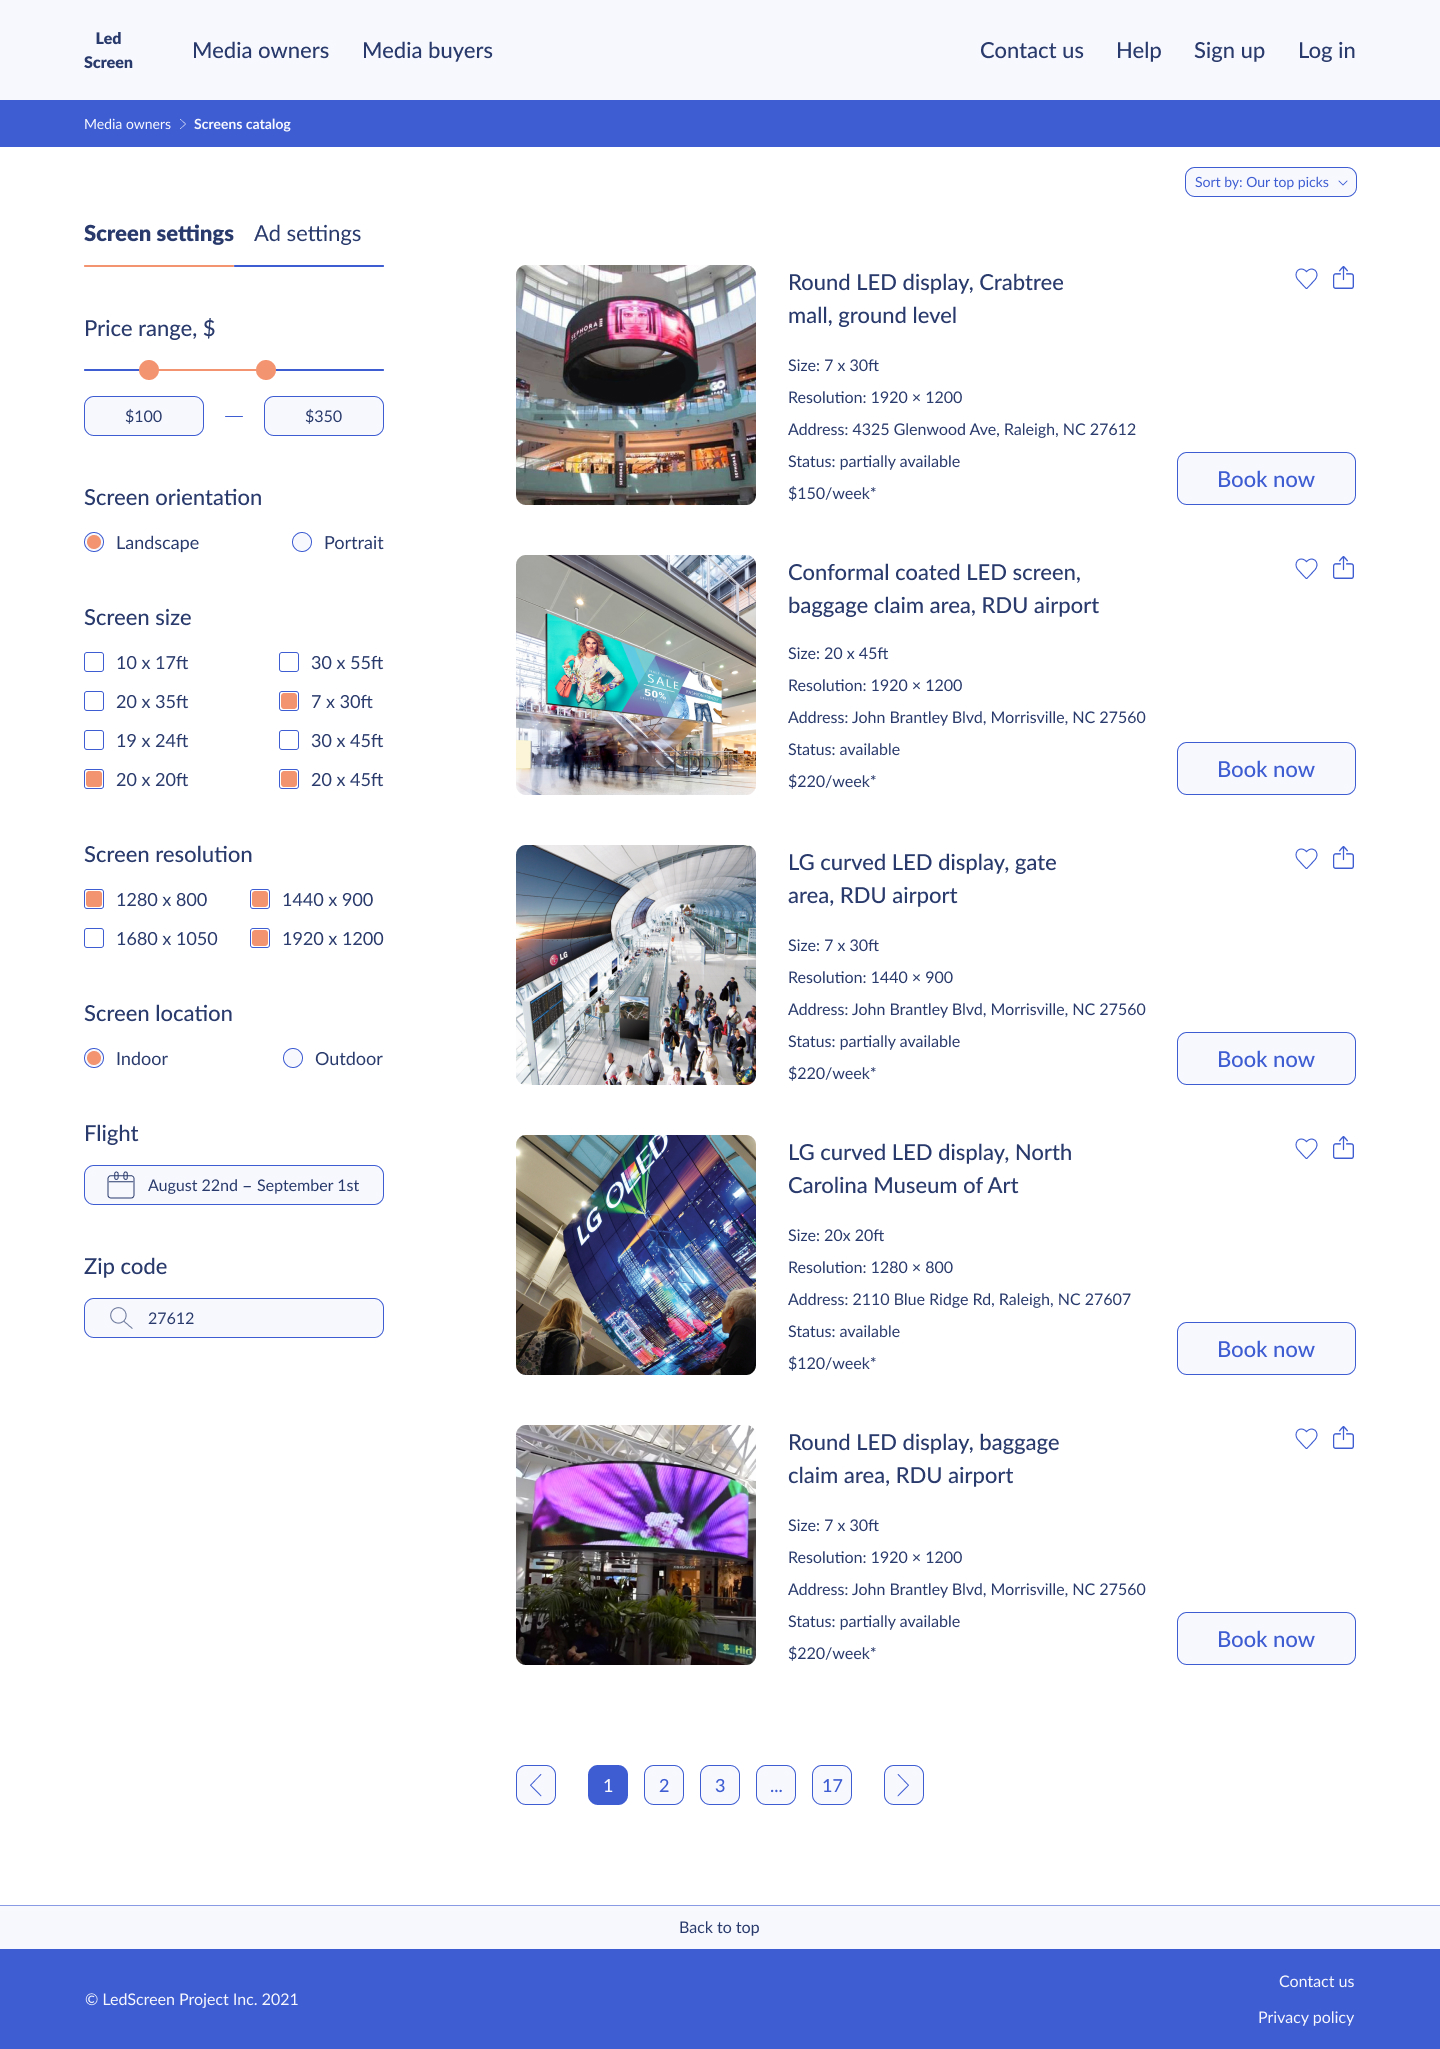 Led
Screen
Media owners
Media buyers
Contact us
Help
Sign up
Log in
Media owners
Screens catalog
Sort by: Our top picks
Screen settings
Ad settings
Price range, $
$100
—
$350
Screen orientation
Landscape
Portrait
Screen size
10 x 17ft
30 x 55ft
20 x 35ft
7 x 30ft
19 x 24ft
30 x 45ft
20 x 20ft
20 x 45ft
Screen resolution
1280 x 800
1440 x 900
1680 x 1050
1920 x 1200
Screen location
Indoor
Outdoor
Flight
August 22nd – September 1st
Zip code
27612
SEPHORA
GO
Round LED display, Crabtree
mall, ground level
Size: 7 x 30ft
Resolution: 1920 × 1200
Address: 4325 Glenwood Ave, Raleigh, NC 27612
Status: partially available
$150/week*
Book now
SALE
50%
Conformal coated LED screen,
baggage claim area, RDU airport
Size: 20 x 45ft
Resolution: 1920 × 1200
Address: John Brantley Blvd, Morrisville, NC 27560
Status: available
$220/week*
Book now
LG
LG curved LED display, gate
area, RDU airport
Size: 7 x 30ft
Resolution: 1440 × 900
Address: John Brantley Blvd, Morrisville, NC 27560
Status: partially available
$220/week*
Book now
LG OLED
LG curved LED display, North
Carolina Museum of Art
Size: 20x 20ft
Resolution: 1280 × 800
Address: 2110 Blue Ridge Rd, Raleigh, NC 27607
Status: available
$120/week*
Book now
Hid
Round LED display, baggage
claim area, RDU airport
Size: 7 x 30ft
Resolution: 1920 × 1200
Address: John Brantley Blvd, Morrisville, NC 27560
Status: partially available
$220/week*
Book now
1
2
3
...
17
Back to top
© LedScreen Project Inc. 2021
Contact us
Privacy policy